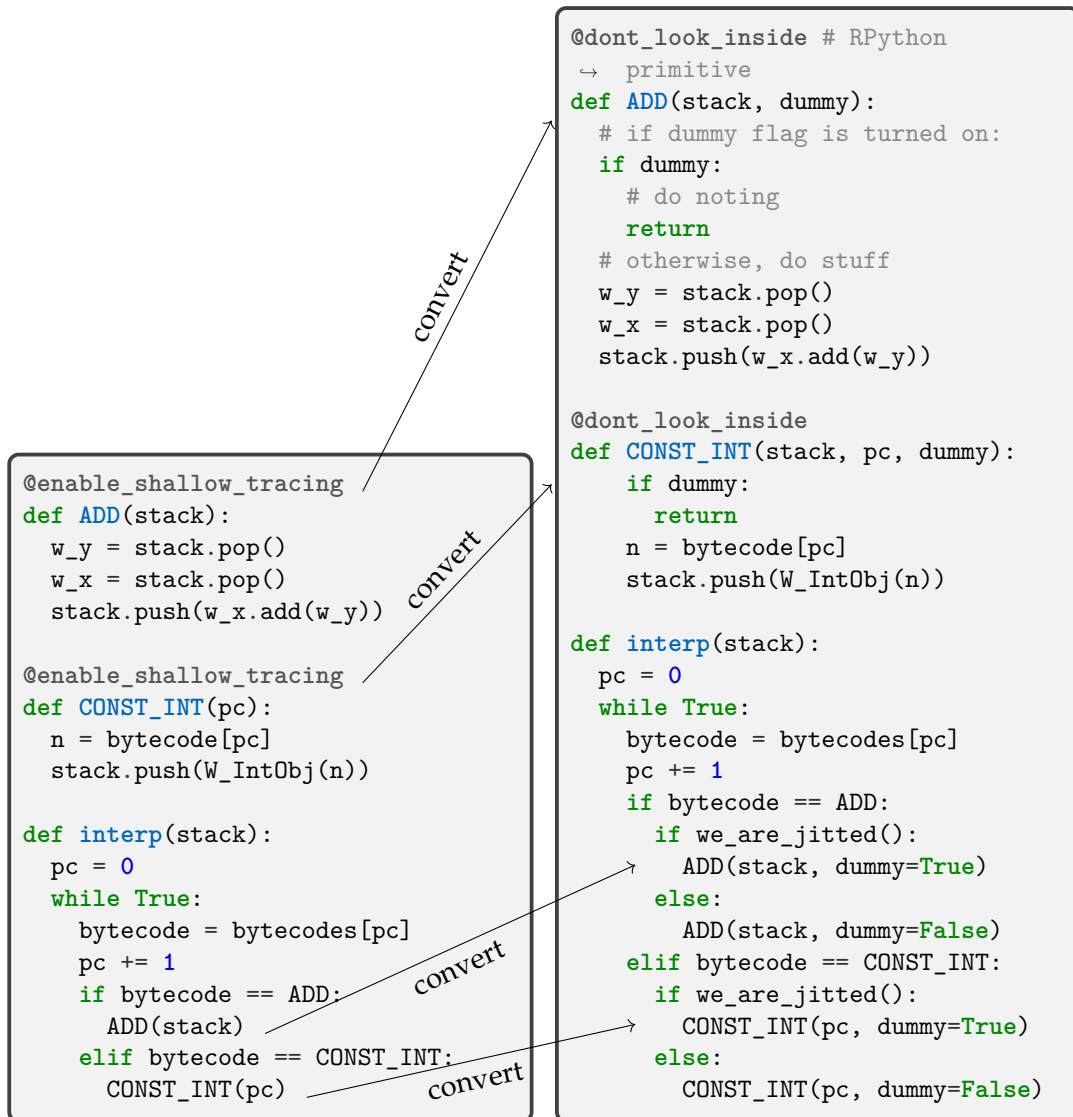 @enable_shallow_tracing
def ADD(stack):
  w_y = stack.pop()
  w_x = stack.pop()
  stack.push(w_x.add(w_y))

@enable_shallow_tracing
def CONST_INT(pc):
  n = bytecode[pc]
  stack.push(W_IntObj(n))

def interp(stack):
  pc = 0
  while True:
    bytecode = bytecodes[pc]
    pc += 1
    if bytecode == ADD:
      ADD(stack)
    elif bytecode == CONST_INT:
      CONST_INT(pc)

convert
convert
convert
convert

@dont_look_inside # RPython
↪ primitive
def ADD(stack, dummy):
  # if dummy flag is turned on:
  if dummy:
    # do noting
    return
  # otherwise, do stuff
  w_y = stack.pop()
  w_x = stack.pop()
  stack.push(w_x.add(w_y))

@dont_look_inside
def CONST_INT(stack, pc, dummy):
    if dummy:
      return
    n = bytecode[pc]
    stack.push(W_IntObj(n))

def interp(stack):
  pc = 0
  while True:
    bytecode = bytecodes[pc]
    pc += 1
    if bytecode == ADD:
      if we_are_jitted():
        ADD(stack, dummy=True)
      else:
        ADD(stack, dummy=False)
    elif bytecode == CONST_INT:
      if we_are_jitted():
        CONST_INT(pc, dummy=True)
      else:
        CONST_INT(pc, dummy=False)